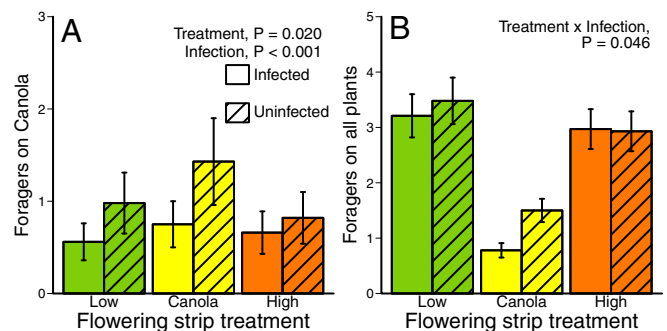 A
Treatment, P = 0.020
Infection, P < 0.001
Infected
Uninfected
Foragers on Canola
3
2
1
0
Low
Canola
High
Flowering strip treatment
B
Treatment x Infection,
P = 0.046
Foragers on all plants
5
4
3
2
1
0
Low
Canola
High
Flowering strip treatment